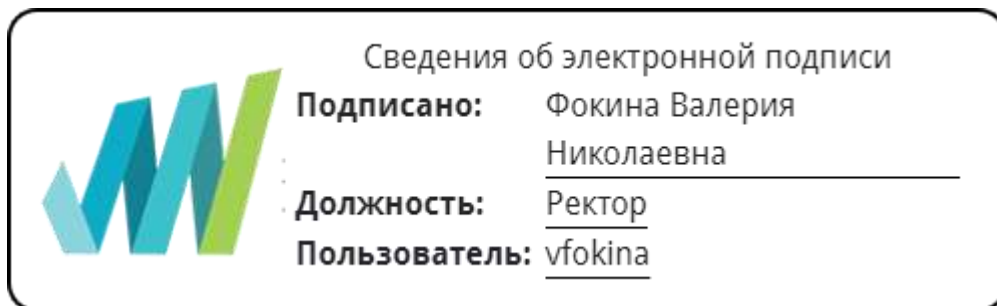 Сведения об электронной подписи
Подписано: Фокина Валерия
Николаевна
Должность: Ректор
Пользователь: vfokina